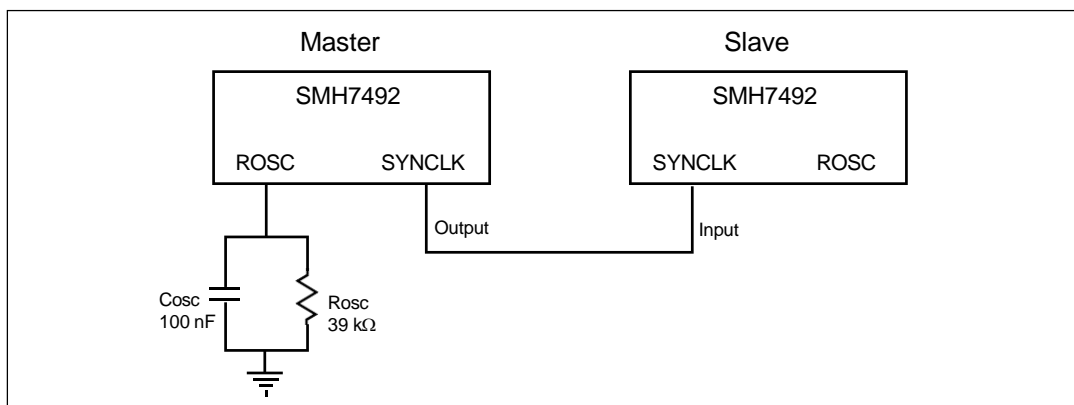 Master
Slave
SMH7492
SMH7492
ROSC
SYNCLK
SYNCLK
ROSC
Output
Input
Cosc
100 nF
Rosc
39 kΩ